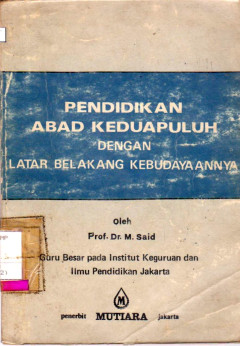 PENDIDIKAN
ABAD KEDUAPULUH
DENGAN
LATAR BELAKANG KEBUDAYAANNYA
Oleh
Prof. Dr. M. Said
Guru Besar pada Institut Keguruan dan
Ilmu Pendidikan Jakarta
M
penerbit MUTIARA jakarta